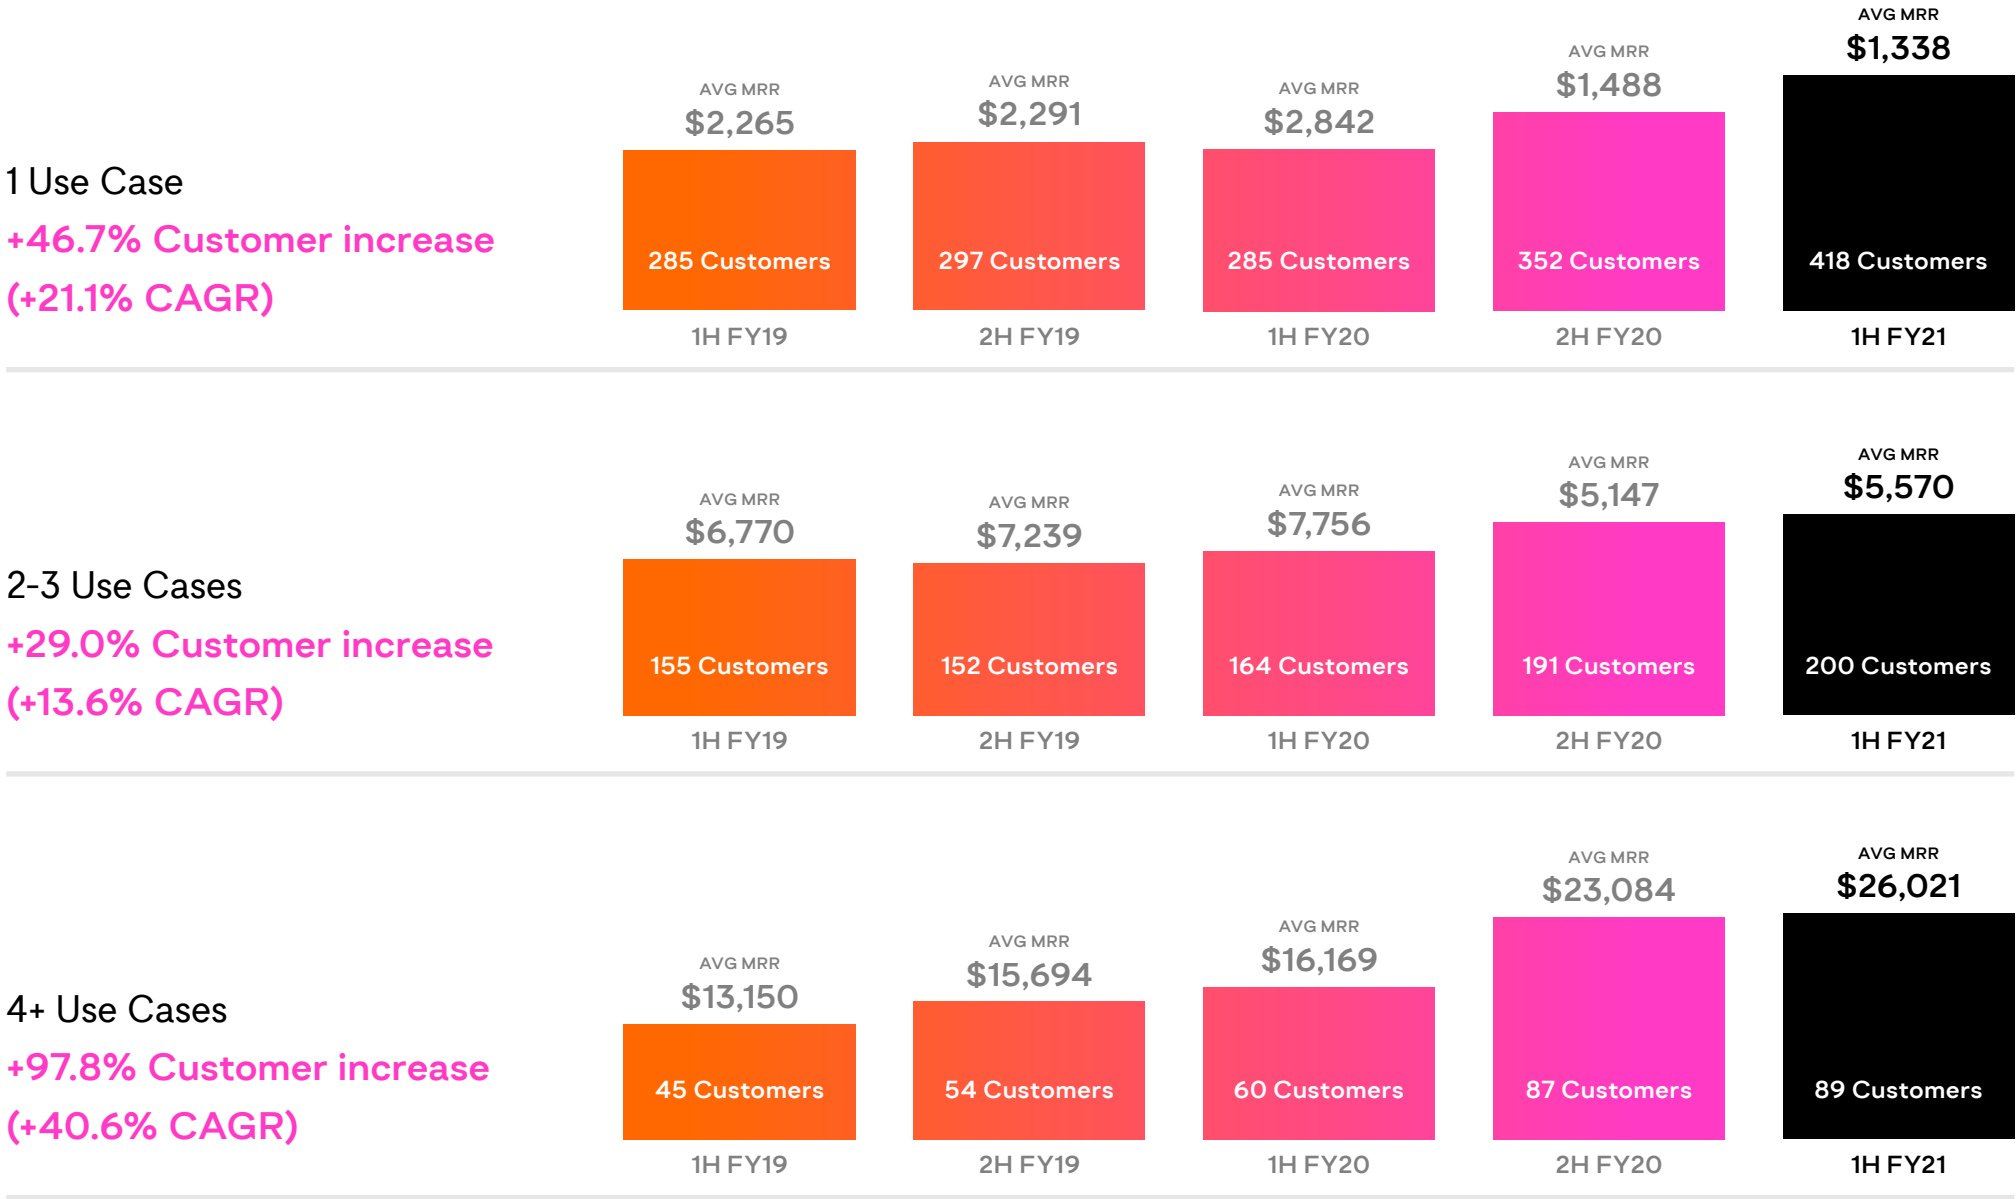 1 Use Case
+46.7% Customer increase
(+21.1% CAGR)
AVG MRR
$2,265
285 Customers
1H FY19
AVG MRR
$2,291
297 Customers
2H FY19
AVG MRR
$2,842
285 Customers
1H FY20
AVG MRR
$1,488
352 Customers
2H FY20
AVG MRR
$1,338
418 Customers
1H FY21
2-3 Use Cases
+29.0% Customer increase
(+13.6% CAGR)
AVG MRR
$6,770
155 Customers
1H FY19
AVG MRR
$7,239
152 Customers
2H FY19
AVG MRR
$7,756
164 Customers
1H FY20
AVG MRR
$5,147
191 Customers
2H FY20
AVG MRR
$5,570
200 Customers
1H FY21
4+ Use Cases
+97.8% Customer increase
(+40.6% CAGR)
AVG MRR
$13,150
45 Customers
1H FY19
AVG MRR
$15,694
54 Customers
2H FY19
AVG MRR
$16,169
60 Customers
1H FY20
AVG MRR
$23,084
87 Customers
2H FY20
AVG MRR
$26,021
89 Customers
1H FY21